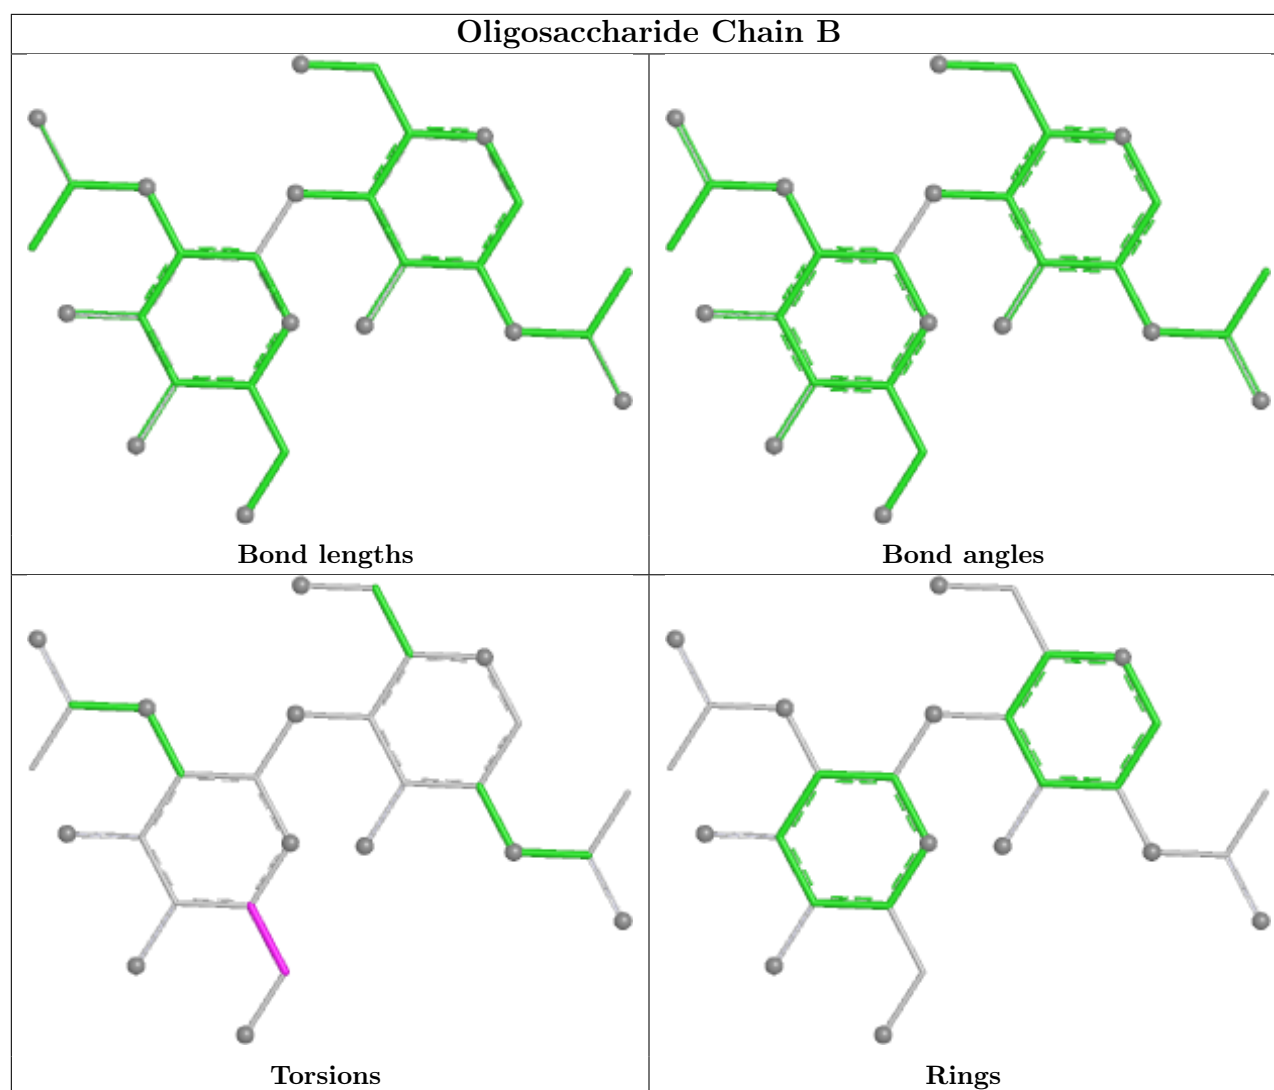 Oligosaccharide Chain B
Bond lengths
Bond angles
Torsions
Rings